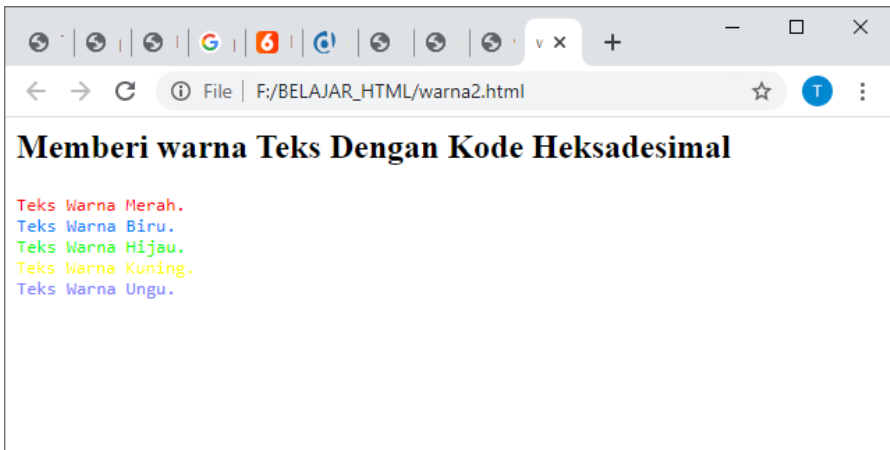 File F:/BELAJAR_HTML/warna2.html T
Memberi warna Teks Dengan Kode Heksadesimal
Teks Warna Merah.
Teks Warna Biru.
Teks Warna Hijau.
Teks Warna Kuning.
Teks Warna Ungu.